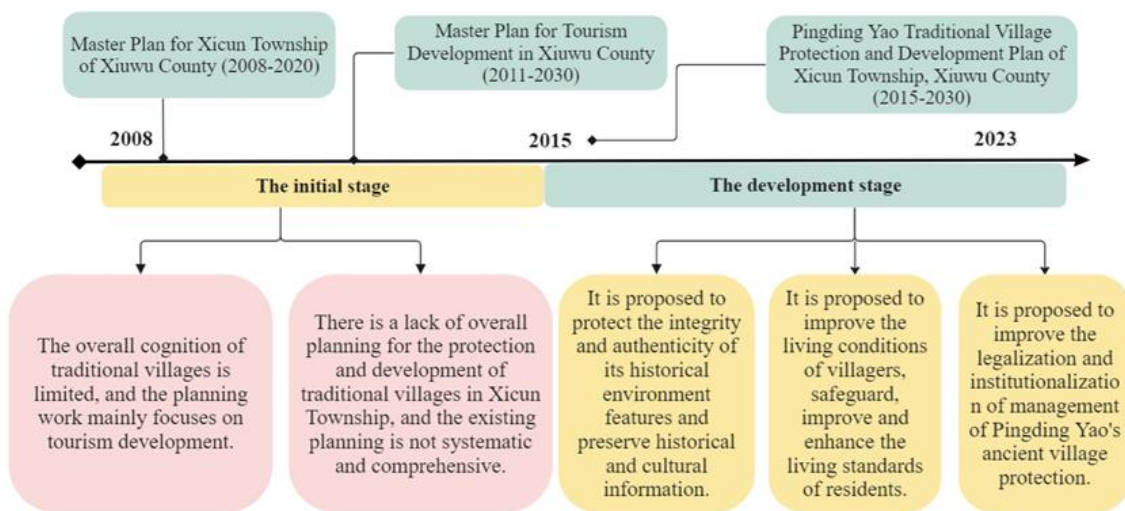 Master Plan for Xicun Township
of Xiuwu County (2008-2020)
Master Plan for Tourism
Development in Xiuwu County
(2011-2030)
Pingding Yao Traditional Village
Protection and Development Plan of
Xicun Township, Xiuwu County
(2015-2030)
2008
2015
2023
The initial stage
The development stage
The overall cognition of
traditional villages is
limited, and the planning
work mainly focuses on
tourism development.
There is a lack of overall
planning for the protection
and development of
traditional villages in Xicun
Township, and the existing
planning is not systematic
and comprehensive.
It is proposed to
protect the integrity
and authenticity of
its historical
environment
features and
preserve historical
and cultural
information.
It is proposed to
improve the
living conditions
of villagers,
safeguard,
improve and
enhance the
living standards
of residents.
It is proposed to
improve the
legalization and
institutionalizatio
n of management
of Pingding Yao's
ancient village
protection.